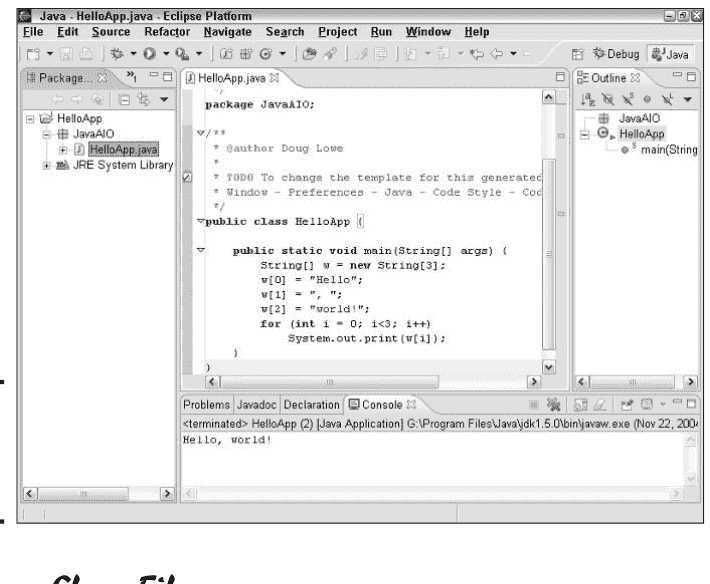 Java - HelloApp.java - Eclipse Platform
File Edit Source Refactor Navigate Search Project Run Window Help
Debug Java
Package...
HelloApp
JavaAIO
HelloApp.java
JRE System Library
HelloApp.java
*/
package JavaAIO;
/**
* @author Doug Lowe
*
* TODO To change the template for this generated
* Window - Preferences - Java - Code Style - Cod
*/
public class HelloApp {
public static void main(String[] args) {
String[] w = new String[3];
w[0] = "Hello";
w[1] = ", ";
w[2] = "world!";
for (int i = 0; i<3; i++)
System.out.print(w[i]);
}
}
Outline
JavaAIO
HelloApp
main(String
Problems Javadoc Declaration Console
<terminated> HelloApp (2) [Java Application] G:\Program Files\Java\jdk1.5.0\bin\javaw.exe (Nov 22, 2004
Hello, world!